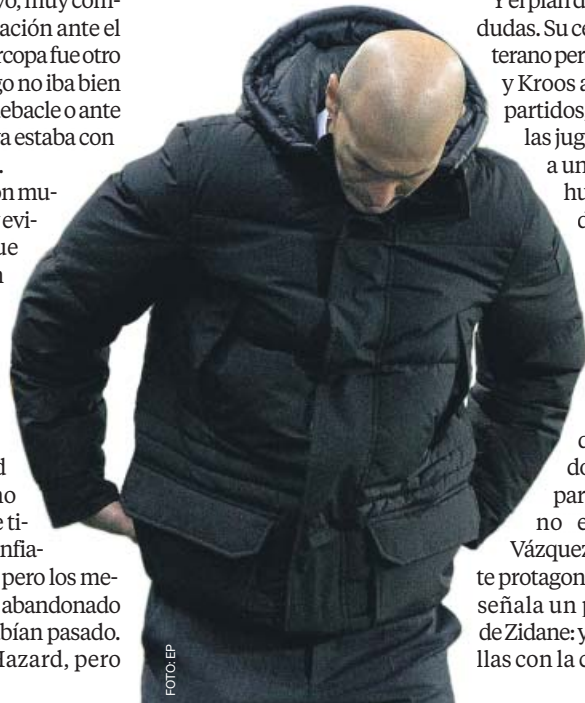 vo, muy com-
ación ante el
rcopa fue otro
go no iba bien
lebacle o ante
a estaba con
.
n mu-
evi-
ue
d
no
e ti-
nfia-
pero los me-
abandonado
bían pasado.
Hazard, pero
FOTO: EP
Y el plan d
dudas. Su ce
terano per
y Kroos a
partidos,
las jug
a un
hu
d
d
do
par
no e
Vázquez
te protagon
señala un p
de Zidane: y
llas con la c